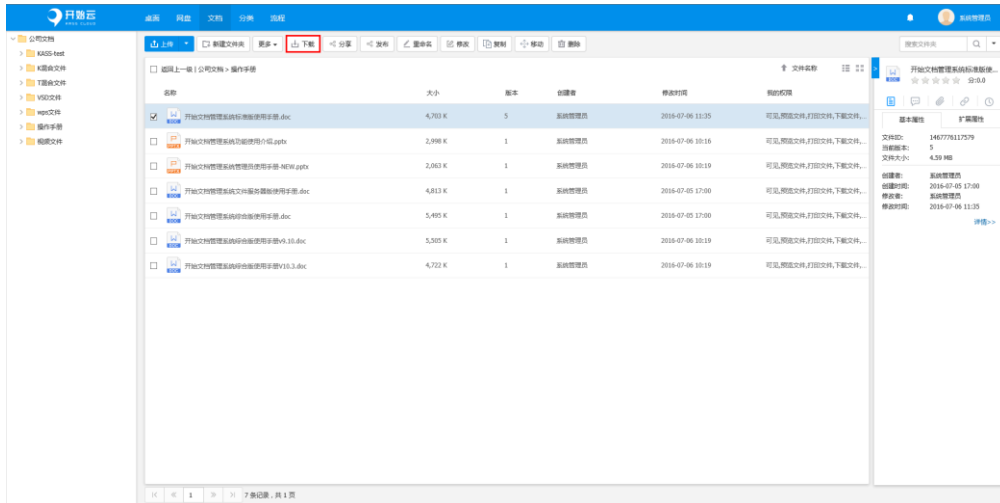 开始云
桌面 网盘 文档 分类 流程
系统管理员
公司文档
KASS-test
K盖会文件
T盖会文件
VSD文件
wps文件
操作手册
视频文件
上传 新建文件夹 更多 下载 分享 发布 重命名 修改 复制 移动 删除
搜索文件夹
返回上一级 | 公司文档 > 操作手册
文件名称
名称 大小 版本 创建者 修改时间 我的权限
开始文档管理系统标准版使用手册.doc 4,703 K 5 系统管理员 2016-07-06 11:35 可见,预览文件,打印文件,下载文件,...
开始文档管理系统功能使用介绍.pptx 2,998 K 1 系统管理员 2016-07-06 10:16 可见,预览文件,打印文件,下载文件,...
开始文档管理系统管理员使用手册-NEW.pptx 2,063 K 1 系统管理员 2016-07-06 10:19 可见,预览文件,打印文件,下载文件,...
开始文档管理系统文件服务器版使用手册.doc 4,813 K 1 系统管理员 2016-07-05 17:00 可见,预览文件,打印文件,下载文件,...
开始文档管理系统综合版使用手册.doc 5,495 K 1 系统管理员 2016-07-05 17:00 可见,预览文件,打印文件,下载文件,...
开始文档管理系统综合版使用手册v9.10.doc 5,505 K 1 系统管理员 2016-07-06 10:19 可见,预览文件,打印文件,下载文件,...
开始文档管理系统综合版使用手册V10.3.doc 4,722 K 1 系统管理员 2016-07-06 10:19 可见,预览文件,打印文件,下载文件,...
1 7 条记录，共 1 页
开始文档管理系统标准版使...
分:0.0
基本属性 扩展属性
文件ID: 1467776117579
当前版本: 5
文件大小: 4.59 MB
创建者: 系统管理员
创建时间: 2016-07-05 17:00
修改者: 系统管理员
修改时间: 2016-07-06 11:35
详情>>